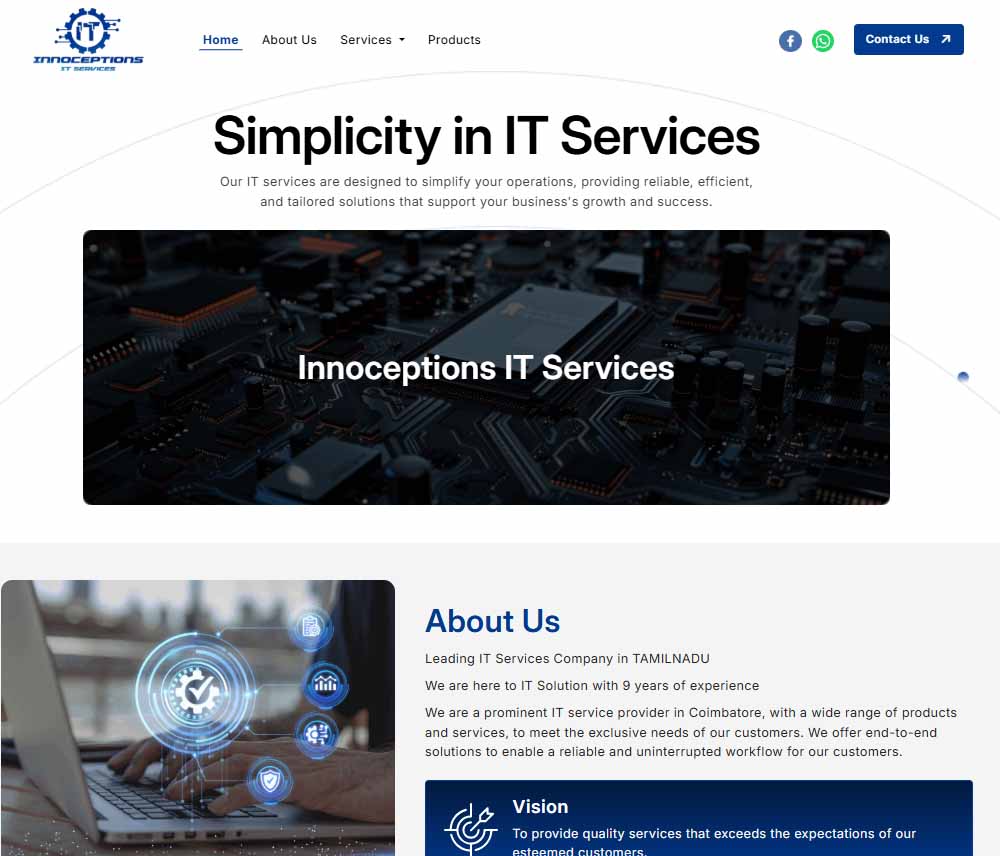 IT
INNOCEPTIONS
IT SERVICES
Home About Us Services Products
Contact Us
Simplicity in IT Services
Our IT services are designed to simplify your operations, providing reliable, efficient,
and tailored solutions that support your business's growth and success.
Innoceptions IT Services
About Us
Leading IT Services Company in TAMILNADU
We are here to IT Solution with 9 years of experience
We are a prominent IT service provider in Coimbatore, with a wide range of products
and services, to meet the exclusive needs of our customers. We offer end-to-end
solutions to enable a reliable and uninterrupted workflow for our customers.
Vision
To provide quality services that exceeds the expectations of our
esteemed customers.